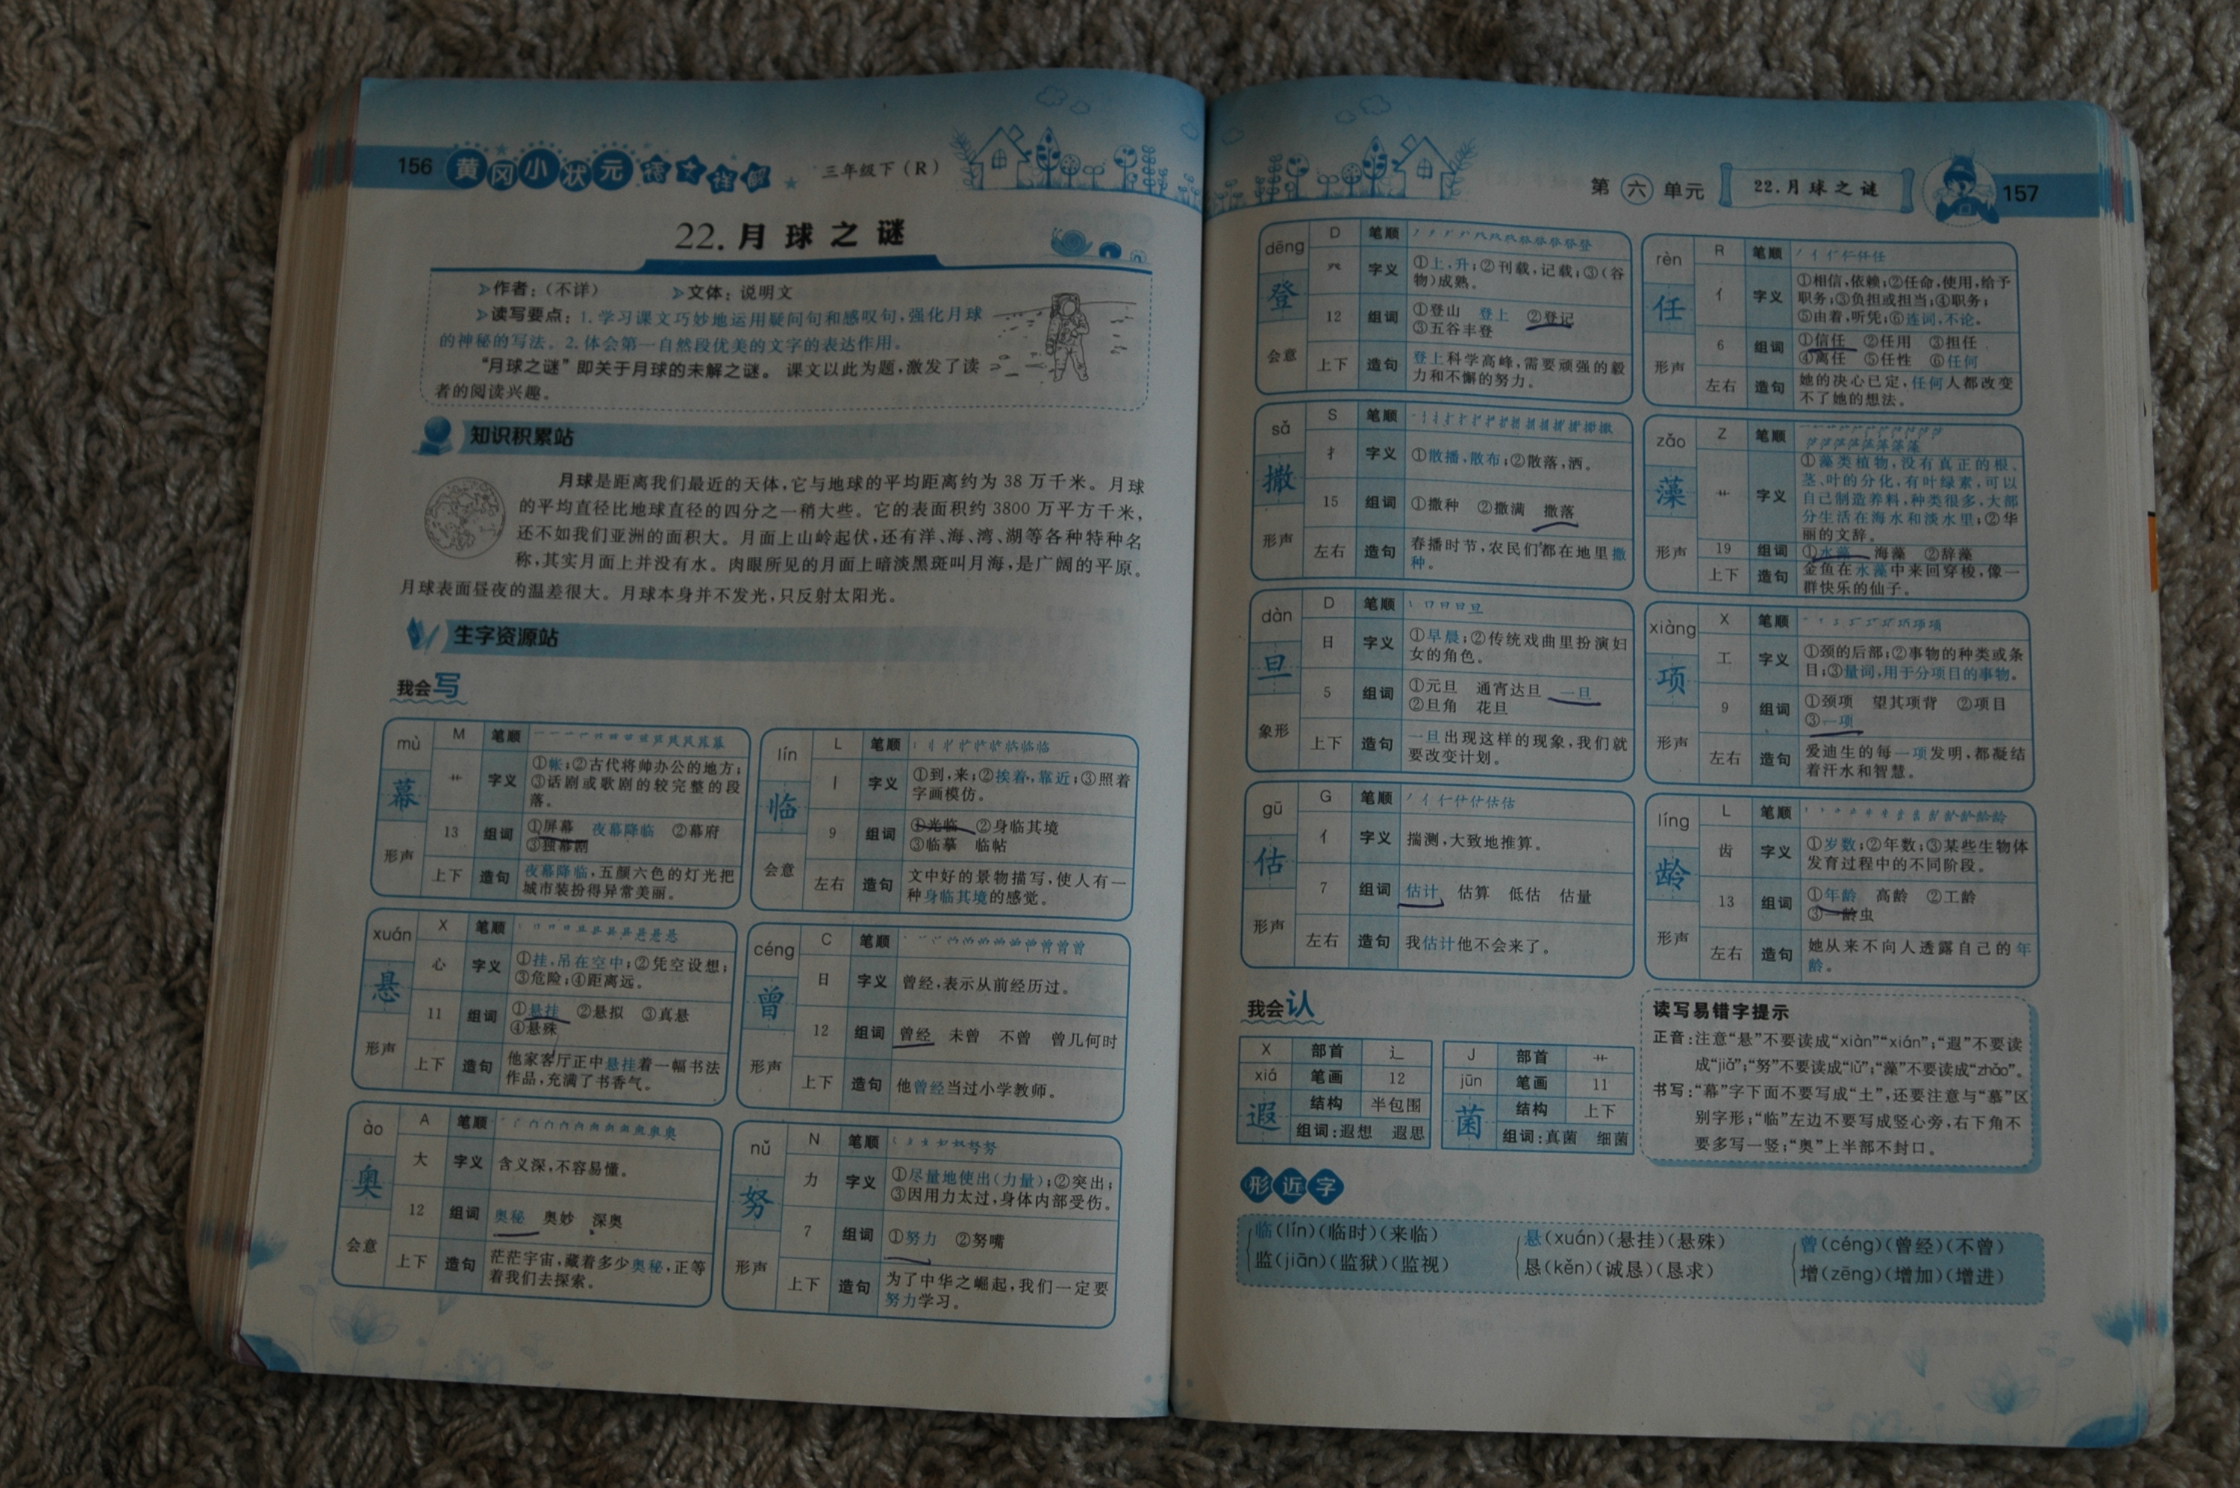 156 黄冈小状元·语文详解 三年级下(R)
22.月球之谜
作者:(不详) 文体:说明文
读写要点:1.学习课文巧妙地运用疑问句和感叹句,强化月球
的神秘的写法。2.体会第一自然段优美的文字的表达作用。
“月球之谜”即关于月球的未解之谜。课文以此为题,激发了读
者的阅读兴趣。
知识积累站
月球是距离我们最近的天体,它与地球的平均距离约为38万千米。月球
的平均直径比地球直径的四分之一稍大些。它的表面积约3800万平方千米,
还不如我们亚洲的面积大。月面上山岭起伏,还有洋、海、湾、湖等各种特种名
称,其实月面上并没有水。肉眼所见的月面上暗淡黑斑叫月海,是广阔的平原。
月球表面昼夜的温差很大。月球本身并不发光,只反射太阳光。
生字资源站
我会写
mù M 笔顺
幕 艹 字义 ①帐;②古代将帅办公的地方;
③话剧或歌剧的较完整的段
落。
13 组词 ①屏幕 夜幕降临 ②幕府
③独幕剧
形声 上下 造句 夜幕降临,五颜六色的灯光把
城市装扮得异常美丽。
lín L 笔顺
临 丨 字义 ①到,来;②挨着,靠近;③照着
字画模仿。
9 组词 ①光临 ②身临其境
③临摹 临帖
会意 左右 造句 文中好的景物描写,使人有一
种身临其境的感觉。
xuán X 笔顺
悬 心 字义 ①挂,吊在空中;②凭空设想;
③危险;④距离远。
11 组词 ①悬挂 ②悬拟 ③真悬
④悬殊
形声 上下 造句 他家客厅正中悬挂着一幅书法
作品,充满了书香气。
céng C 笔顺
曾 日 字义 曾经,表示从前经历过。
12 组词 曾经 未曾 不曾 曾几何时
形声 上下 造句 他曾经当过小学教师。
ào A 笔顺
奥 大 字义 含义深,不容易懂。
12 组词 奥秘 奥妙 深奥
会意 上下 造句 茫茫宇宙,藏着多少奥秘,正等
着我们去探索。
nǔ N 笔顺
努 力 字义 ①尽量地使出(力量);②突出;
③因用力太过,身体内部受伤。
7 组词 ①努力 ②努嘴
形声 上下 造句 为了中华之崛起,我们一定要
努力学习。
第六单元 22.月球之谜 157
dēng D 笔顺
登 癶 字义 ①上,升;②刊载,记载;③(谷
物)成熟。
12 组词 ①登山 登上 ②登记
③五谷丰登
会意 上下 造句 登上科学高峰,需要顽强的毅
力和不懈的努力。
rèn R 笔顺
任 亻 字义 ①相信,依赖;②任命,使用,给予
职务;③负担或担当;④职务;
⑤由着,听凭;⑥连词,不论。
6 组词 ①信任 ②任用 ③担任
④离任 ⑤任性 ⑥任何
形声 左右 造句 她的决心已定,任何人都改变
不了她的想法。
sǎ S 笔顺
撒 扌 字义 ①散播,散布;②散落,洒。
15 组词 ①撒种 ②撒满 撒落
形声 左右 造句 春播时节,农民们都在地里撒
种。
zǎo Z 笔顺
藻 艹 字义 ①藻类植物,没有真正的根、
茎、叶的分化,有叶绿素,可以
自己制造养料,种类很多,大部
分生活在海水和淡水里;②华
丽的文辞。
19 组词 ①水藻 海藻 ②辞藻
形声 上下 造句 金鱼在水藻中来回穿梭,像一
群快乐的仙子。
dàn D 笔顺
旦 日 字义 ①早晨;②传统戏曲里扮演妇
女的角色。
5 组词 ①元旦 通宵达旦 一旦
②旦角 花旦
象形 上下 造句 一旦出现这样的现象,我们就
要改变计划。
xiàng X 笔顺
项 工 字义 ①颈的后部;②事物的种类或条
目;③量词,用于分项目的事物。
9 组词 ①颈项 望其项背 ②项目
③一项
形声 左右 造句 爱迪生的每一项发明,都凝结
着汗水和智慧。
gū G 笔顺
估 亻 字义 揣测,大致地推算。
7 组词 估计 估算 低估 估量
形声 左右 造句 我估计他不会来了。
líng L 笔顺
龄 齿 字义 ①岁数;②年数;③某些生物体
发育过程中的不同阶段。
13 组词 ①年龄 高龄 ②工龄
③一龄虫
形声 左右 造句 她从来不向人透露自己的年
龄。
我会认
X 部首 辶
xiá 笔画 12
遐 结构 半包围
组词:遐想 遐思
J 部首 艹
jūn 笔画 11
菌 结构 上下
组词:真菌 细菌
读写易错字提示
正音:注意“悬”不要读成“xiàn”“xián”;“遐”不要读
成“jiǎ”;“努”不要读成“lǔ”;“藻”不要读成“zhǎo”。
书写:“幕”字下面不要写成“土”,还要注意与“慕”区
别字形;“临”左边不要写成竖心旁,右下角不
要多写一竖;“奥”上半部不封口。
形近字
临(lín)(临时)(来临)
监(jiān)(监狱)(监视)
悬(xuán)(悬挂)(悬殊)
恳(kěn)(诚恳)(恳求)
曾(céng)(曾经)(不曾)
增(zēng)(增加)(增进)